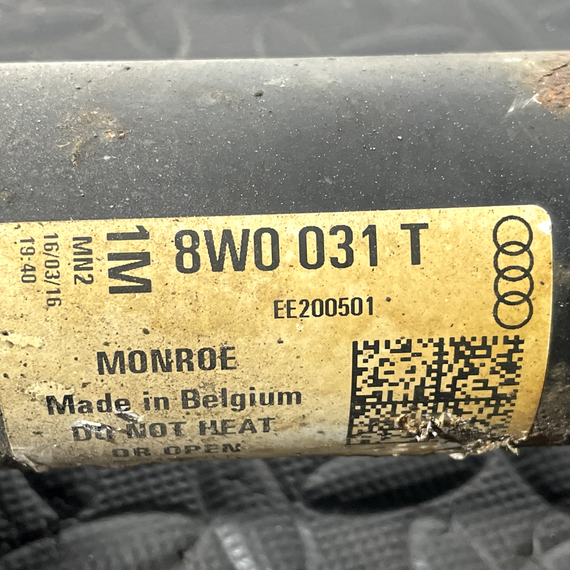 8W0 031 T
1M
MN2
16/03/16
19:40
EE200501
MONROE
Made in Belgium
DO NOT HEAT
OR OPEN